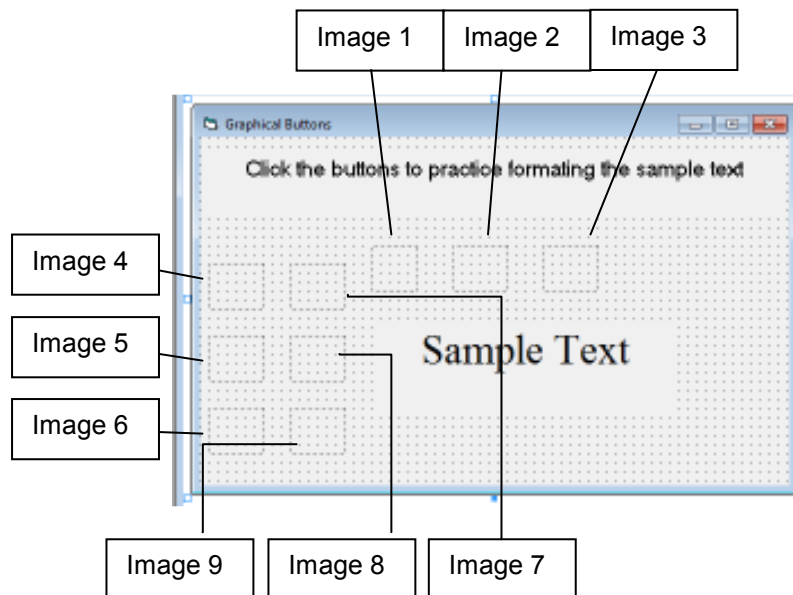 Image 1
Image 2
Image 3
Graphical Buttons
Click the buttons to practice formating the sample text
Image 4
Image 5
Sample Text
Image 6
Image 9
Image 8
Image 7